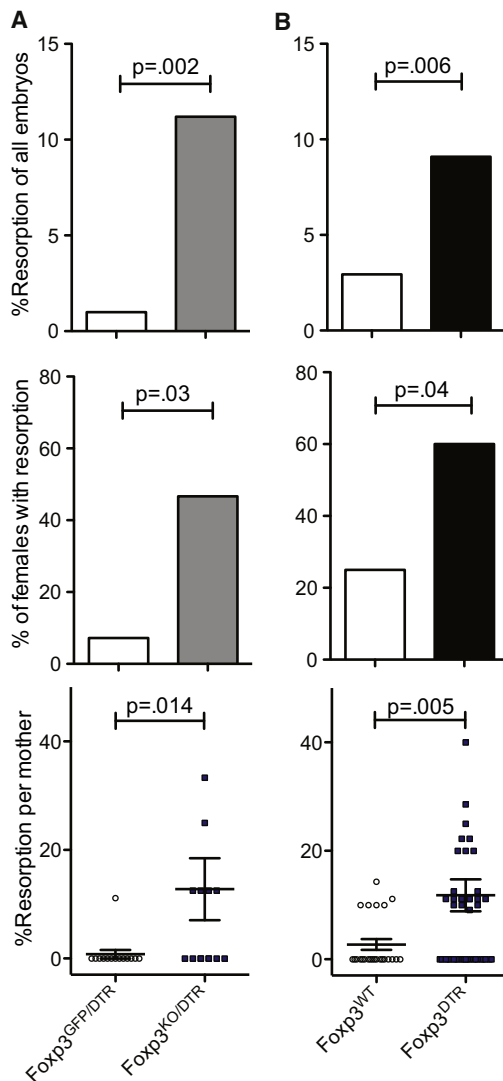 A
B
%Resorption of all embryos
15
10
5
0
p=.002
15
10
5
0
p=.006
% of females with resorption
80
60
40
20
0
p=.03
80
60
40
20
0
p=.04
%Resorption per mother
40
20
0
p=.014
40
20
0
p=.005
Foxp3GFP/DTR
Foxp3KO/DTR
Foxp3WT
Foxp3DTR